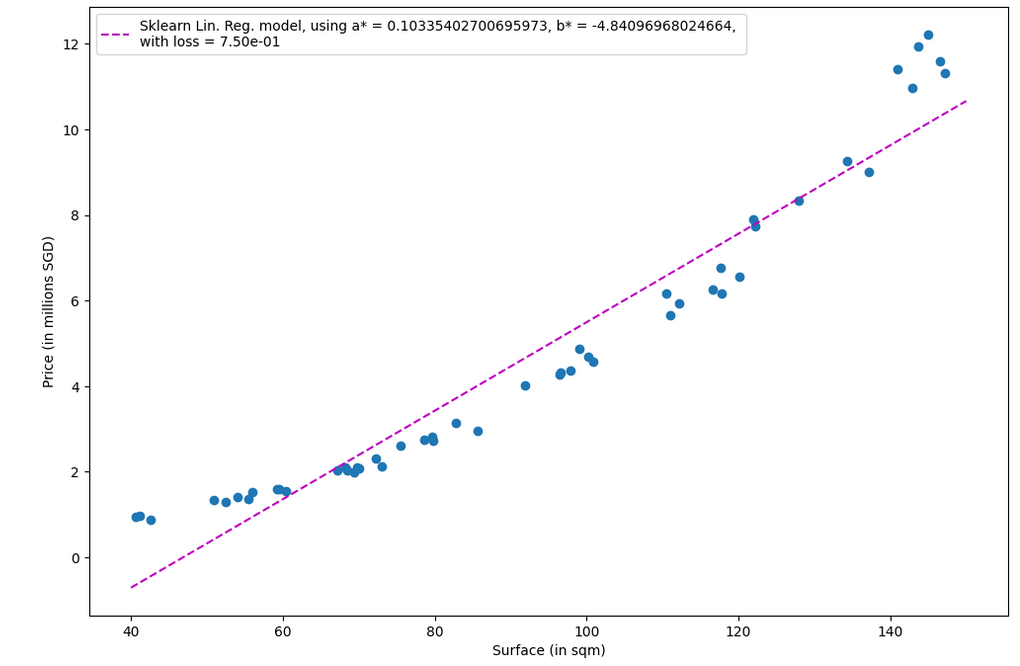 Sklearn Lin. Reg. model, using a* = 0.10335402700695973, b* = -4.84096968024664,
with loss = 7.50e-01
12
10
8
6
4
2
0
Price (in millions SGD)
40 60 80 100 120 140
Surface (in sqm)